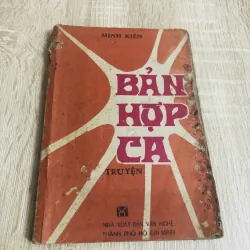 MINH KIÊN
BẢN
HỢP
CA
TRUYỆN
NHÀ XUẤT BẢN VĂN NGHỆ
THÀNH PHỐ HỒ CHÍ MINH